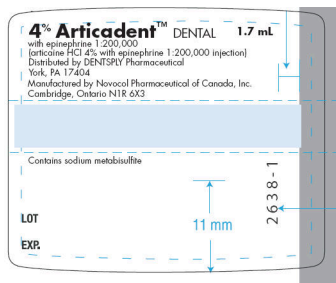 4% Articadent™ DENTAL 1.7 mL
with epinephrine 1:200,000
(articaine HCl 4% with epinephrine 1:200,000 injection)
Distributed by DENTSPLY Pharmaceutical
York, PA 17404
Manufactured by Novocol Pharmaceutical of Canada, Inc.
Cambridge, Ontario N1R 6X3
Contains sodium metabisulfite
2638-1
11 mm
LOT
EXP.